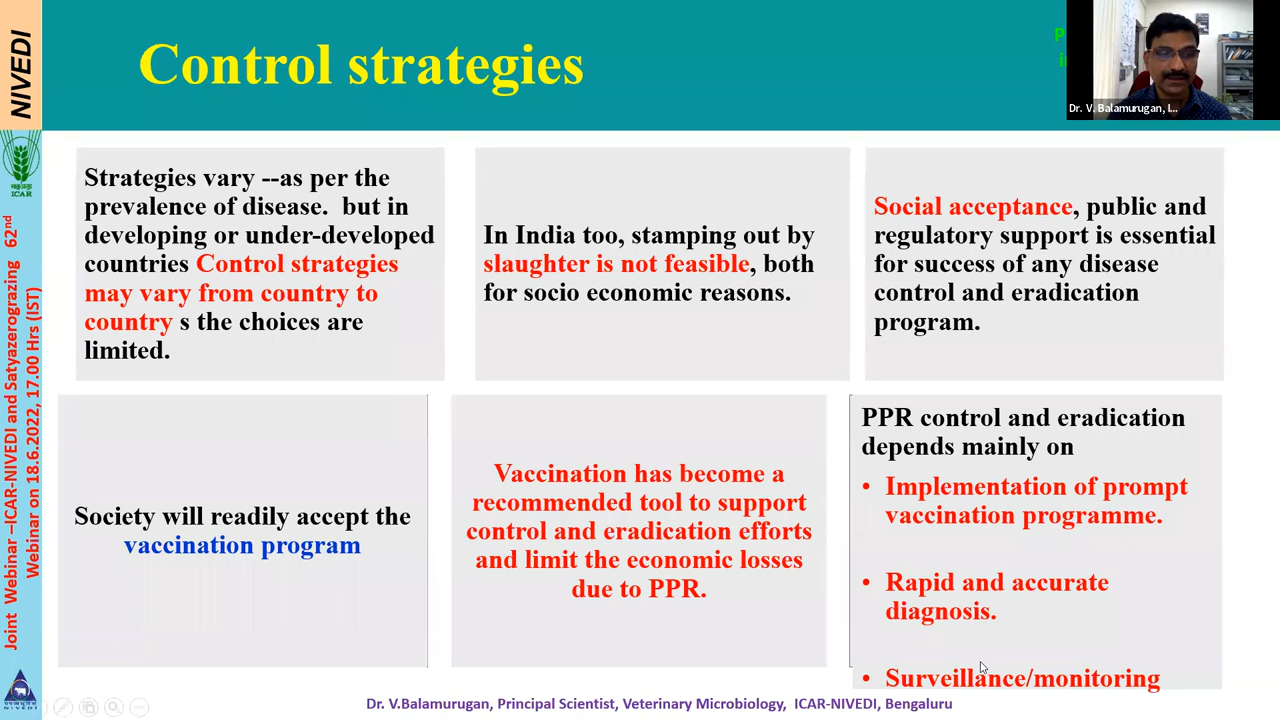 NIVEDI
ICAR
Joint Webinar –ICAR-NIVEDI and Satyazerograzing 62nd
Webinar on 18.6.2022, 17.00 Hrs (IST)
NIVEDI
Control strategies
Dr. V. Balamurugan, I...
Strategies vary --as per the
prevalence of disease. but in
developing or under-developed
countries Control strategies
may vary from country to
country s the choices are
limited.
In India too, stamping out by
slaughter is not feasible, both
for socio economic reasons.
Social acceptance, public and
regulatory support is essential
for success of any disease
control and eradication
program.
Society will readily accept the
vaccination program
Vaccination has become a
recommended tool to support
control and eradication efforts
and limit the economic losses
due to PPR.
PPR control and eradication
depends mainly on
• Implementation of prompt
vaccination programme.
• Rapid and accurate
diagnosis.
• Surveillance/monitoring
Dr. V.Balamurugan, Principal Scientist, Veterinary Microbiology, ICAR-NIVEDI, Bengaluru